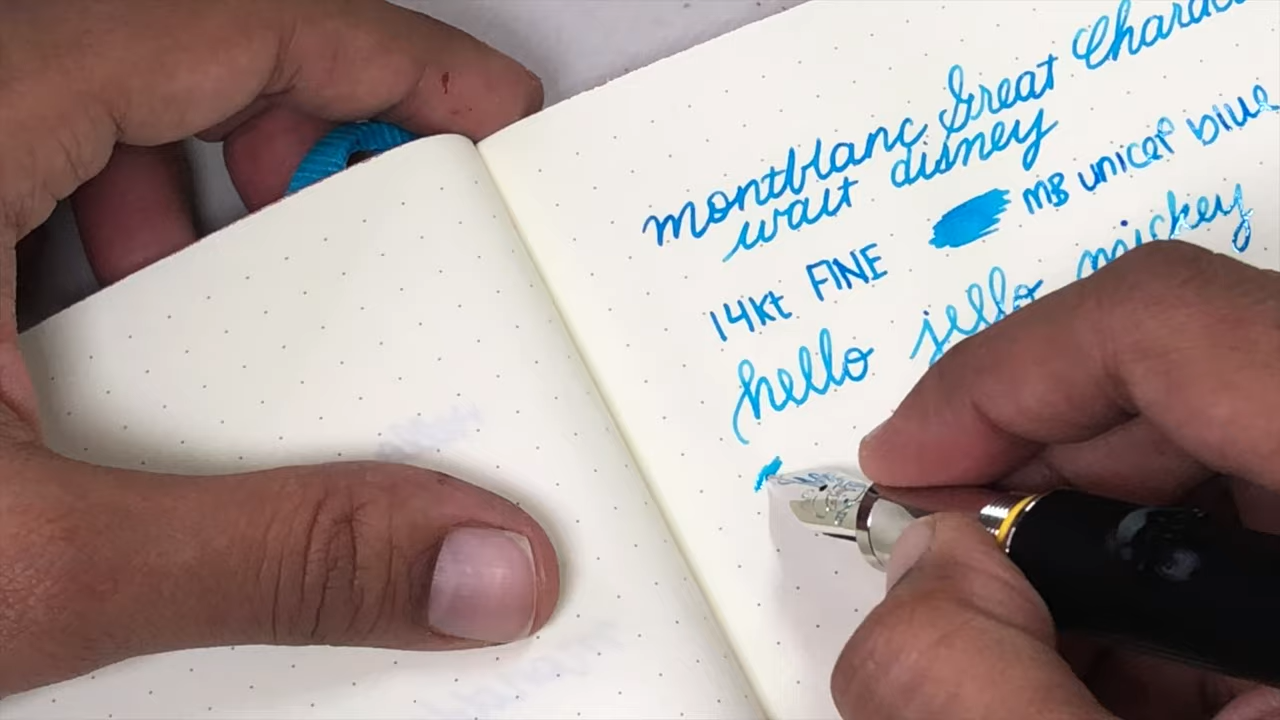 montblanc Great Charac
walt disney
MB unicef blue
14kt FINE
hello jello mickey